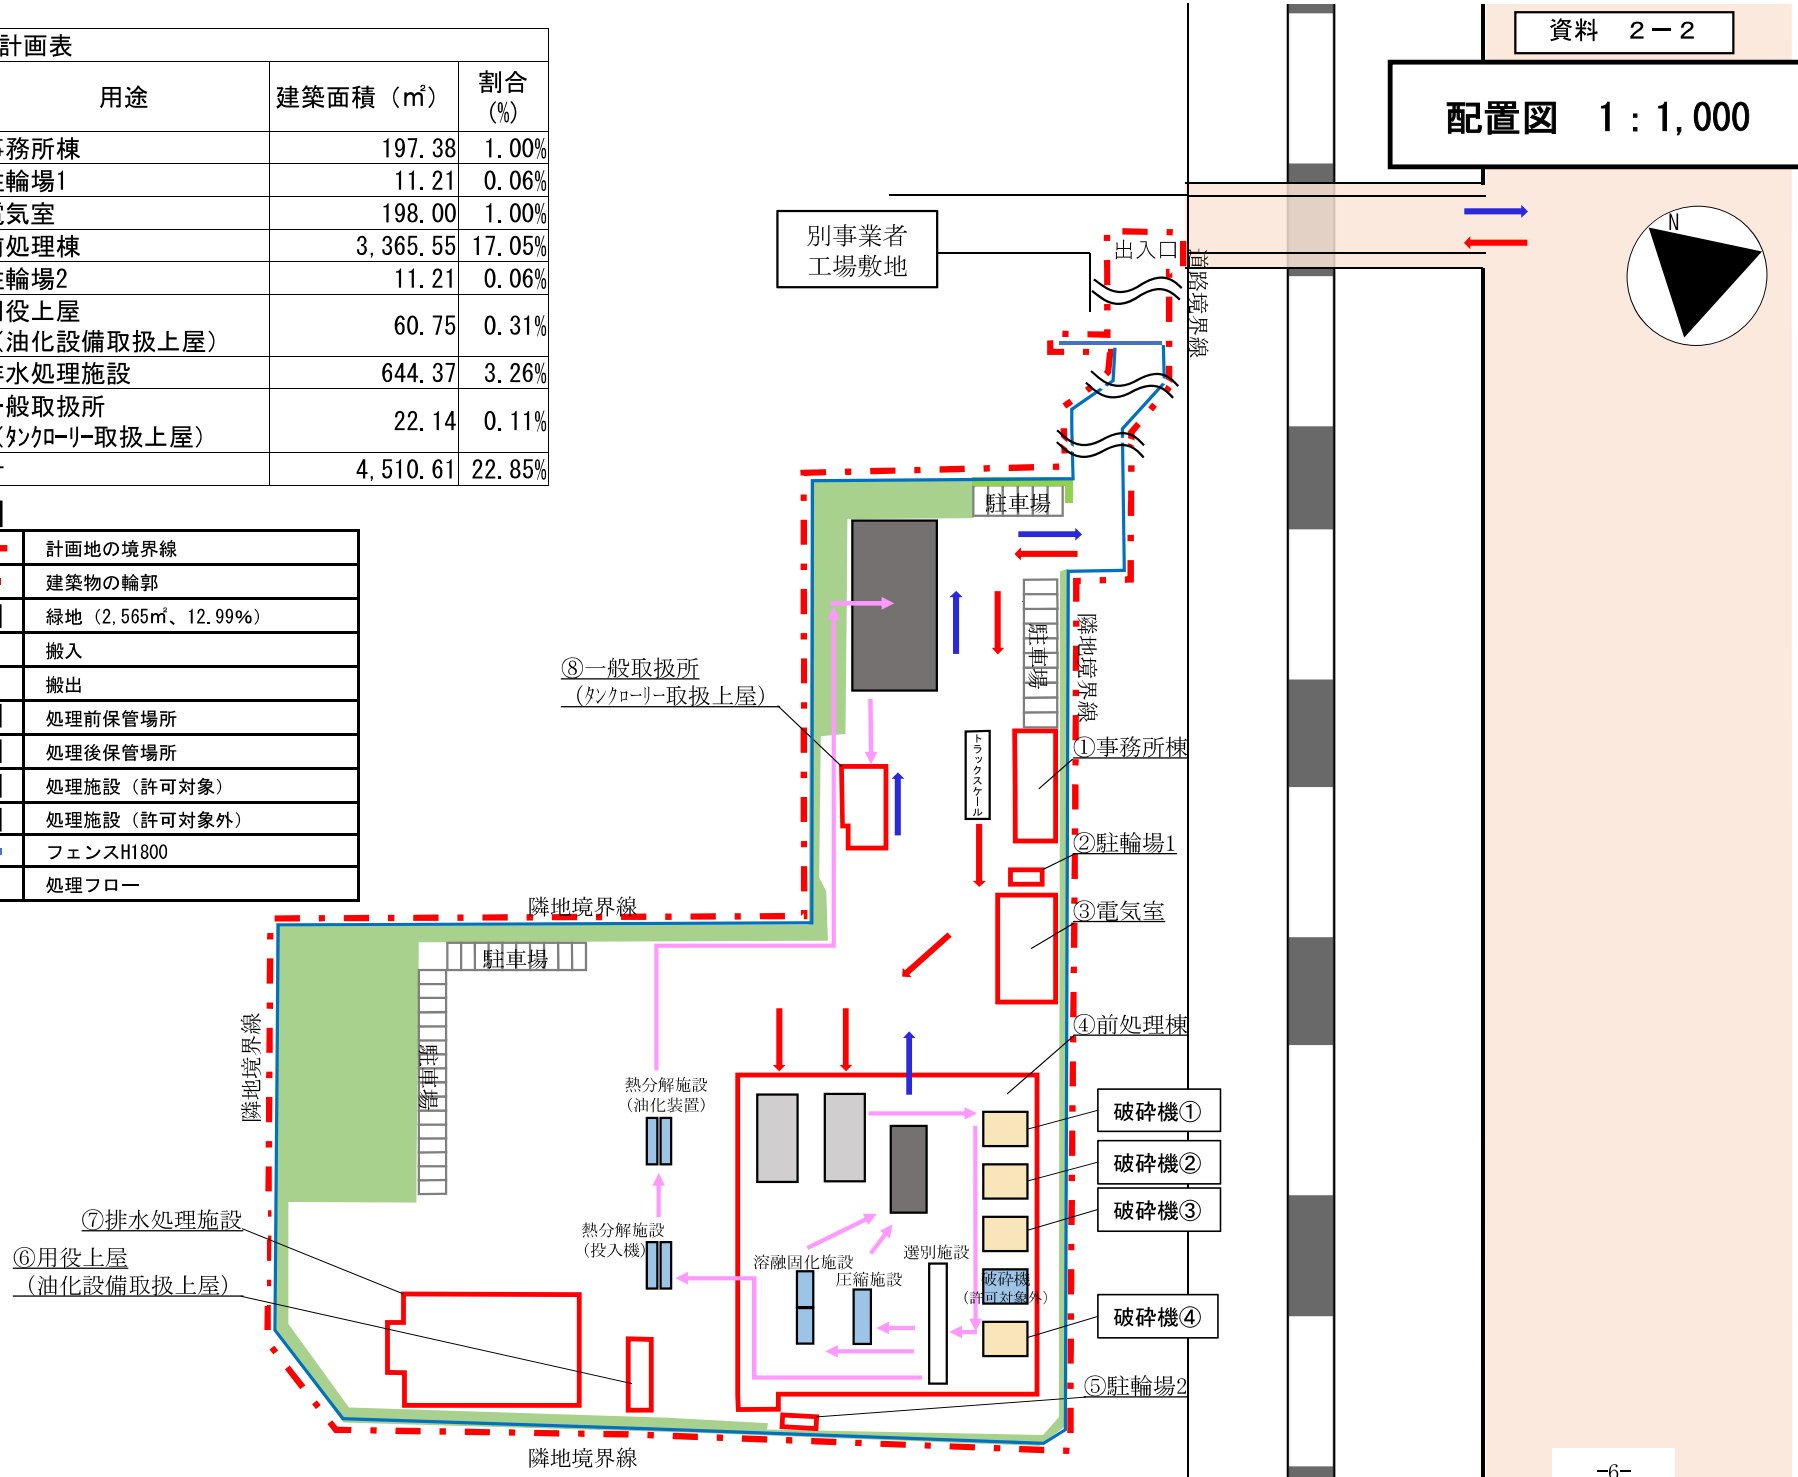 資料 2－2
配置図 1：1,000
計画表
用途 建築面積（㎡） 割合(%)
務所棟 197.38 1.00%
輪場1 11.21 0.06%
気室 198.00 1.00%
処理棟 3,365.55 17.05%
輪場2 11.21 0.06%
役上屋
（油化設備取扱上屋） 60.75 0.31%
水処理施設 644.37 3.26%
般取扱所
（ﾀﾝｸﾛｰﾘｰ取扱上屋） 22.14 0.11%
4,510.61 22.85%
計画地の境界線
建築物の輪郭
緑地（2,565㎡、12.99%）
搬入
搬出
処理前保管場所
処理後保管場所
処理施設（許可対象）
処理施設（許可対象外）
フェンスH1800
処理フロー
別事業者
工場敷地
出入口
道路境界線
N
駐車場
駐車場
隣地境界線
⑧一般取扱所
（ﾀﾝｸﾛｰﾘｰ取扱上屋）
トラックスケール
①事務所棟
②駐輪場1
③電気室
④前処理棟
隣地境界線
駐車場
駐車場
隣地境界線
熱分解施設
（油化装置）
熱分解施設
（投入機）
破砕機①
破砕機②
破砕機③
破砕機
（許可対象外）
破砕機④
溶融固化施設
圧縮施設
選別施設
⑦排水処理施設
⑥用役上屋
（油化設備取扱上屋）
⑤駐輪場2
隣地境界線
-6-